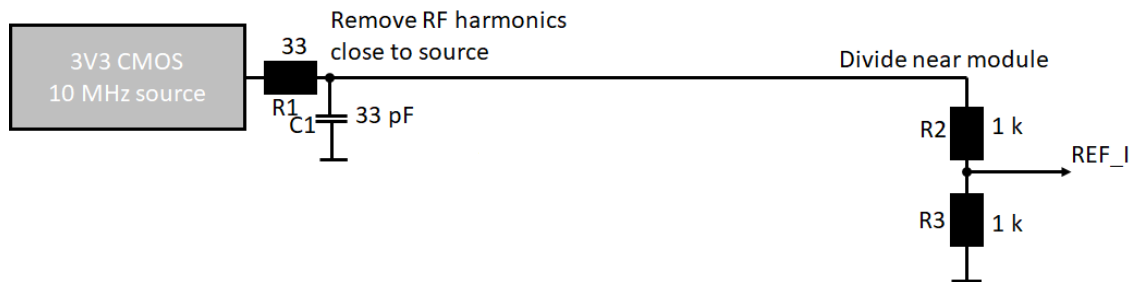 3V3 CMOS
10 MHz source
33
R1
C1
33 pF
Remove RF harmonics
close to source
Divide near module
R2
1 k
REF_I
R3
1 k